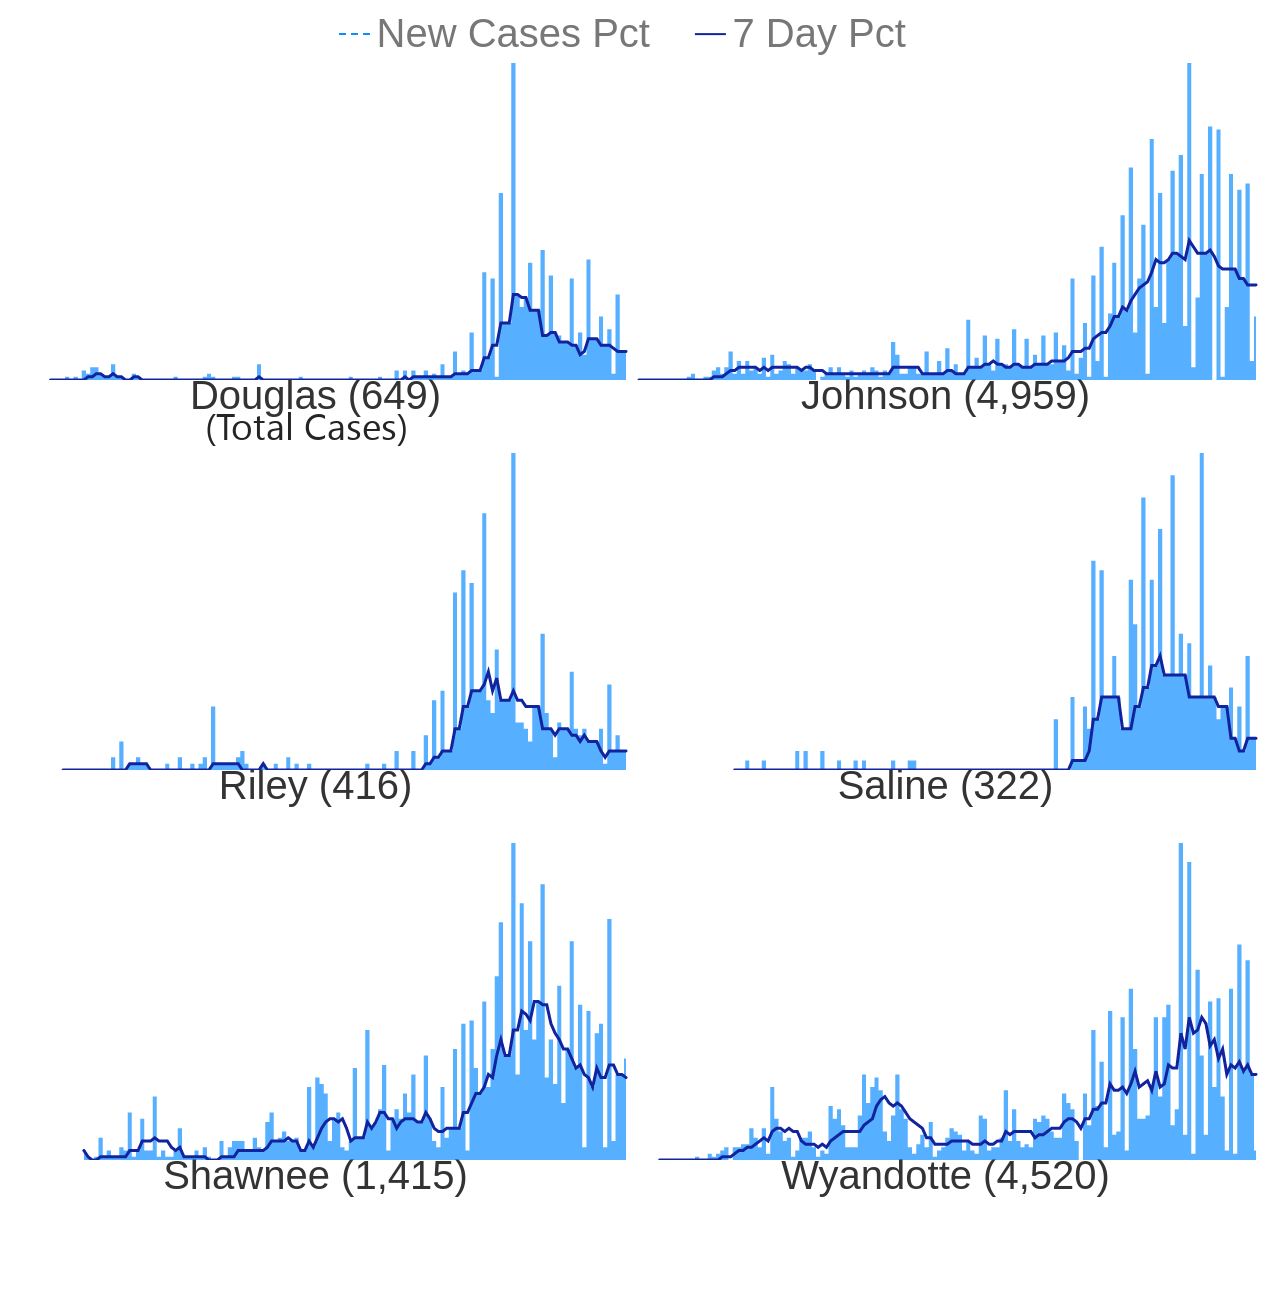 New Cases Pct 7 Day Pct
Douglas (649) Johnson (4,959)
(Total Cases)
Riley (416) Saline (322)
Shawnee (1,415) Wyandotte (4,520)